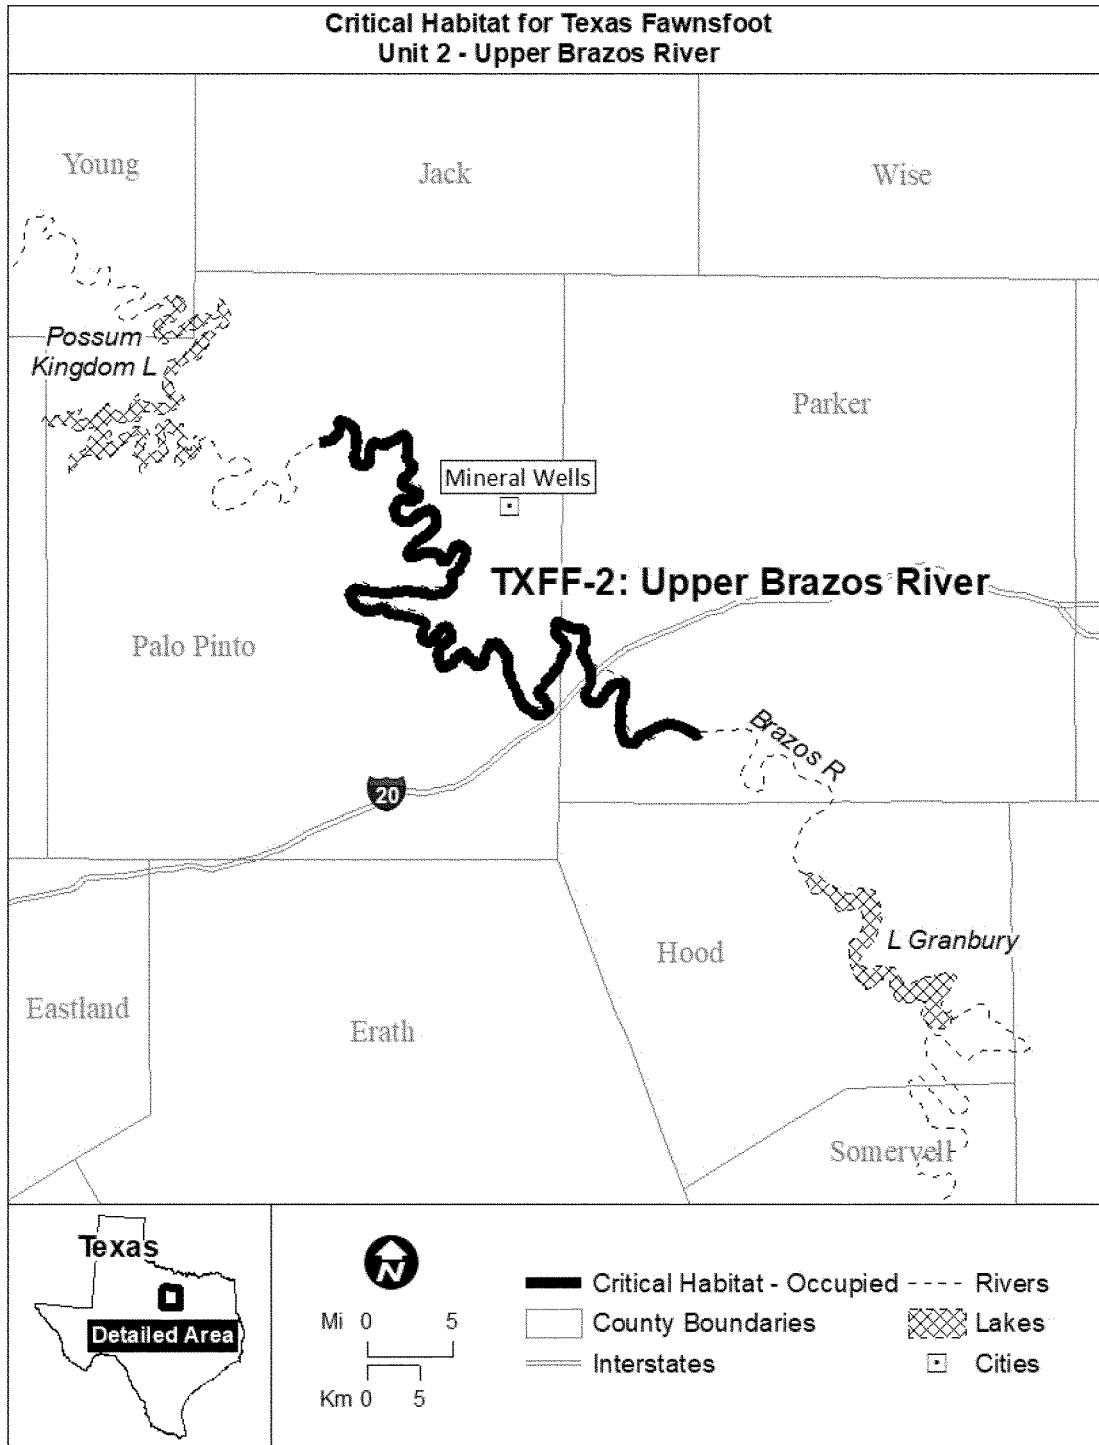 Critical Habitat for Texas Fawnsfoot
Unit 2 - Upper Brazos River
Young
Jack
Wise
Possum
Kingdom L
Parker
Mineral Wells
TXFF-2: Upper Brazos River
Palo Pinto
Brazos R
20
L Granbury
Hood
Eastland
Erath
Somervell
Texas
Detailed Area
N
Mi 0 5
Km 0 5
Critical Habitat - Occupied
County Boundaries
Interstates
Rivers
Lakes
Cities